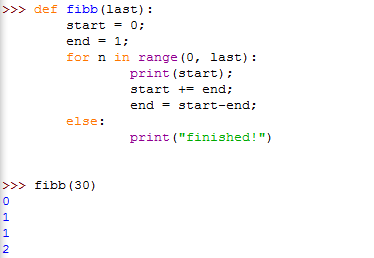 >>> def fibb(last):
        start = 0;
        end = 1;
        for n in range(0, last):
                print(start);
                start += end;
                end = start-end;
        else:
                print("finished!")

>>> fibb(30)
0
1
1
2